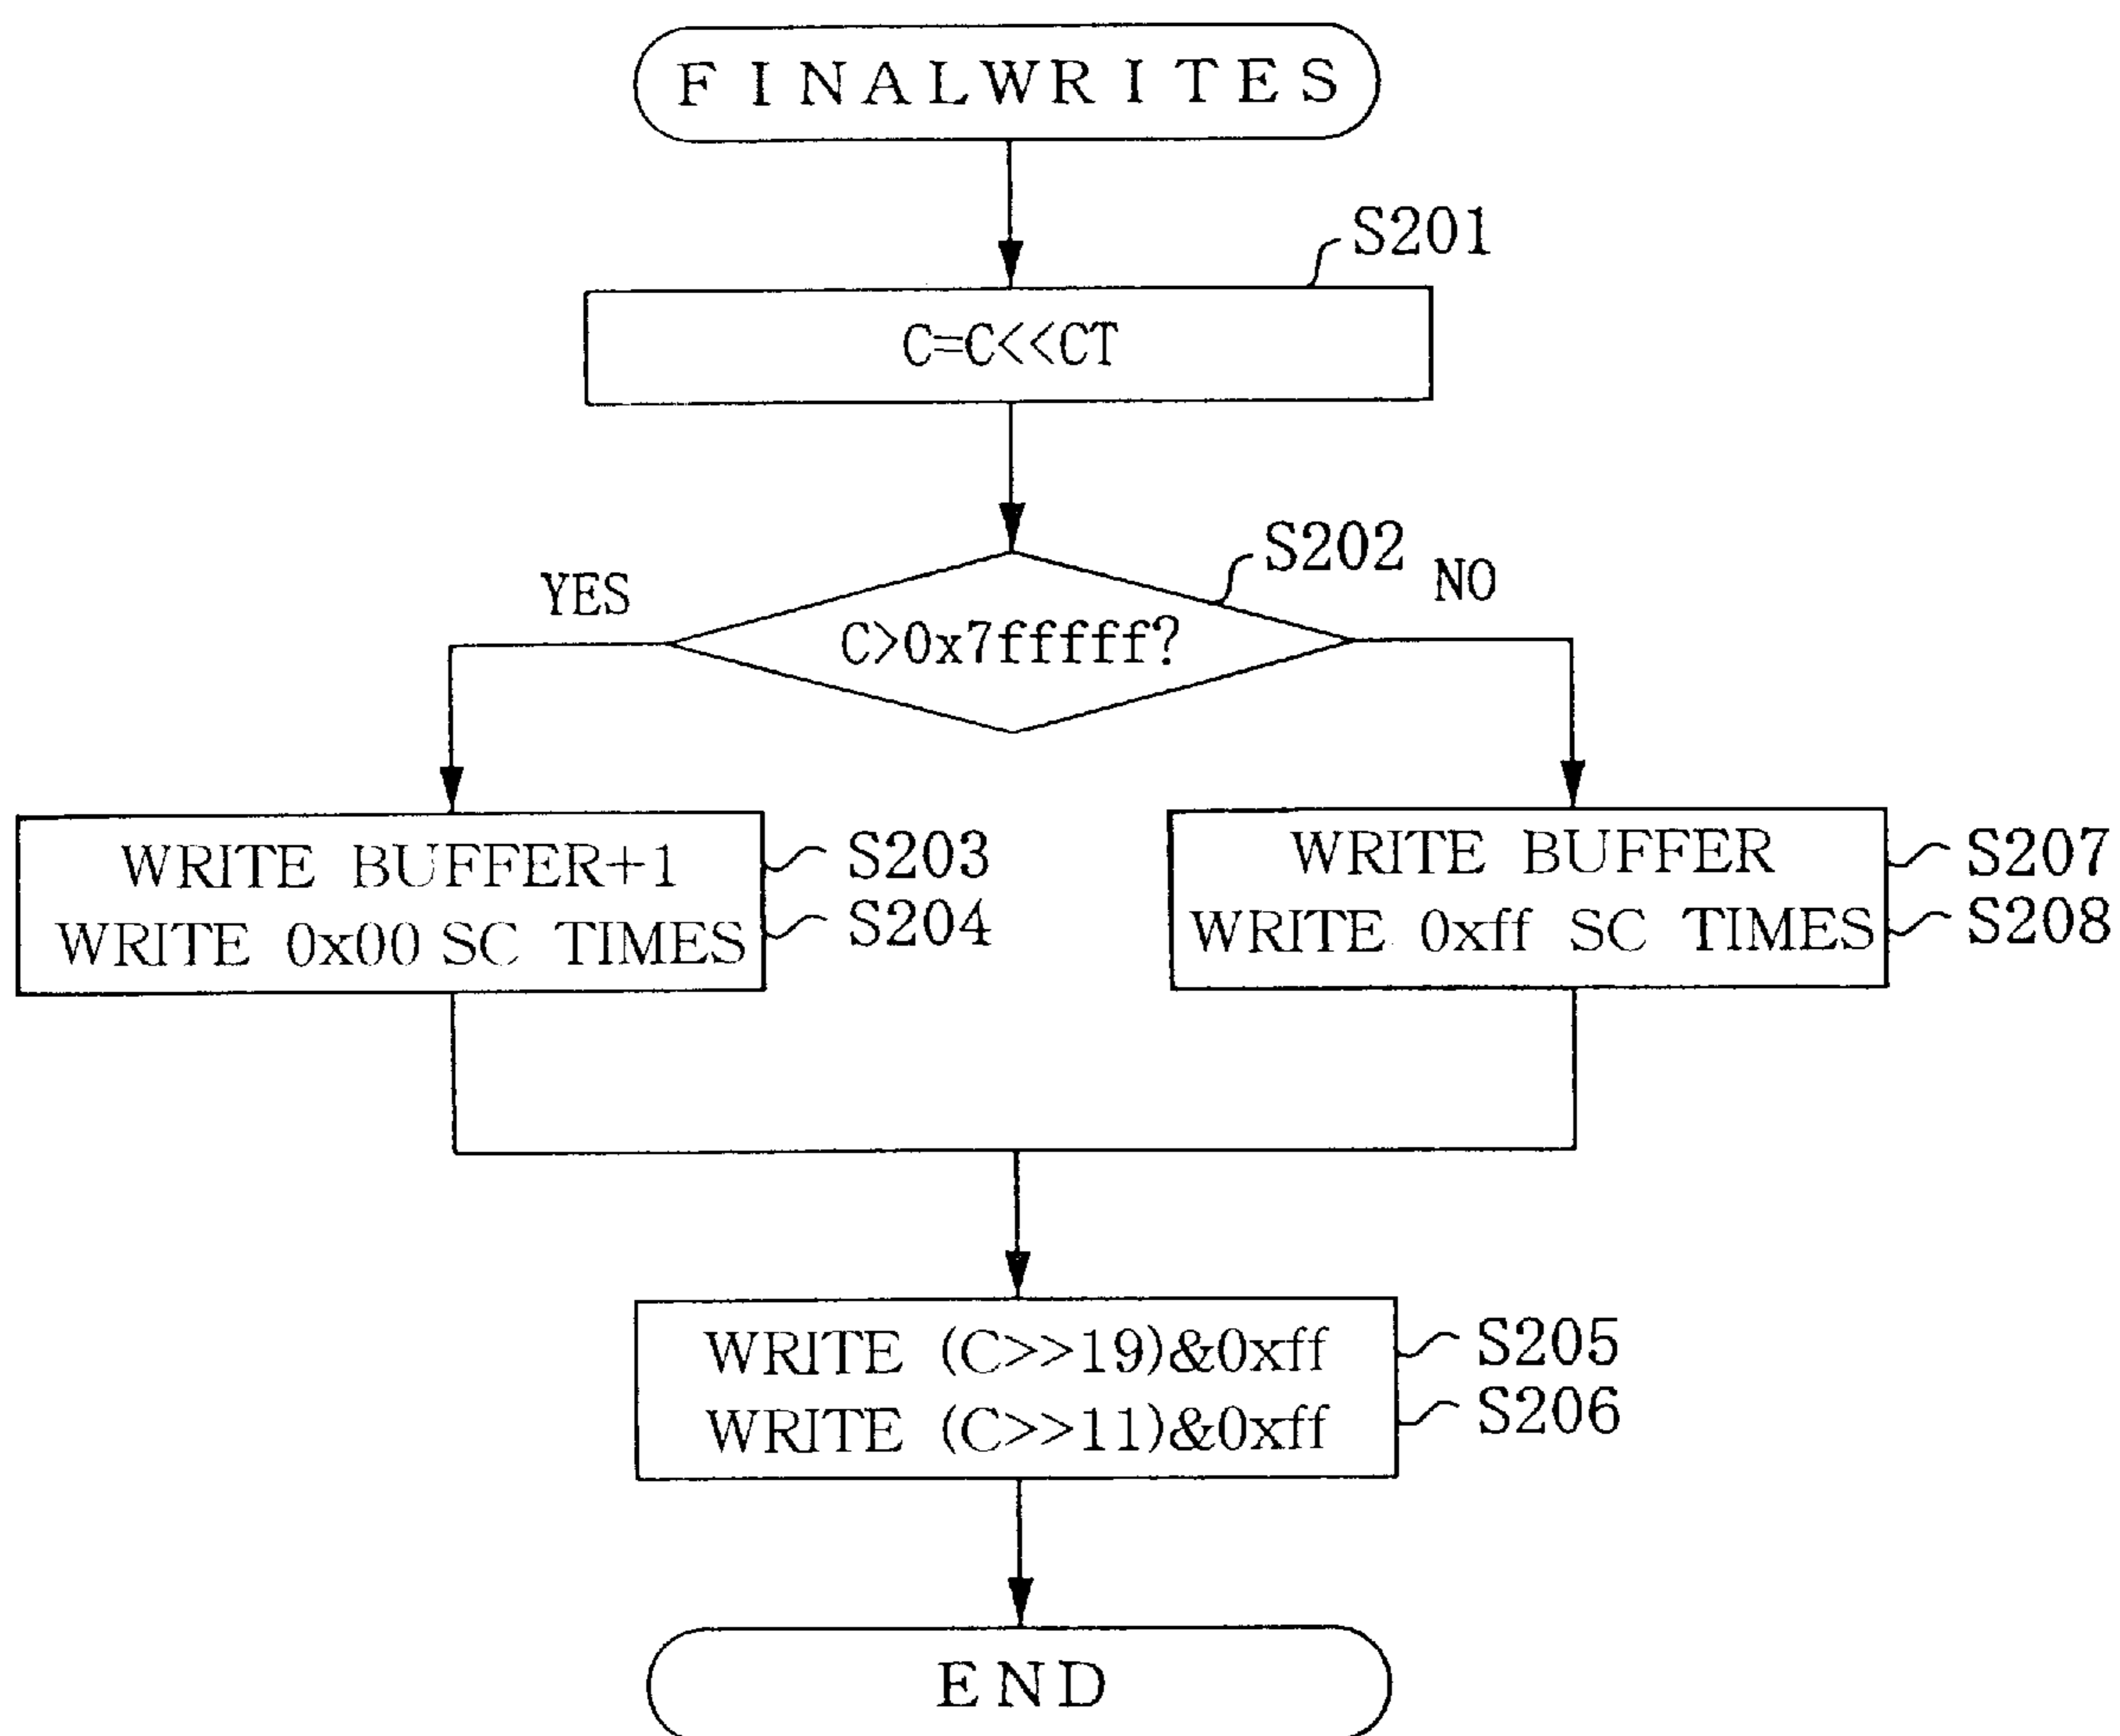 FINALWRITES
S201
C=C<<CT
S202
YES
NO
C>0x7fffff?
WRITE BUFFER+1
S203
WRITE 0x00 SC TIMES
S204
WRITE BUFFER
S207
WRITE 0xff SC TIMES
S208
WRITE (C>>19)&0xff
S205
WRITE (C>>11)&0xff
S206
END